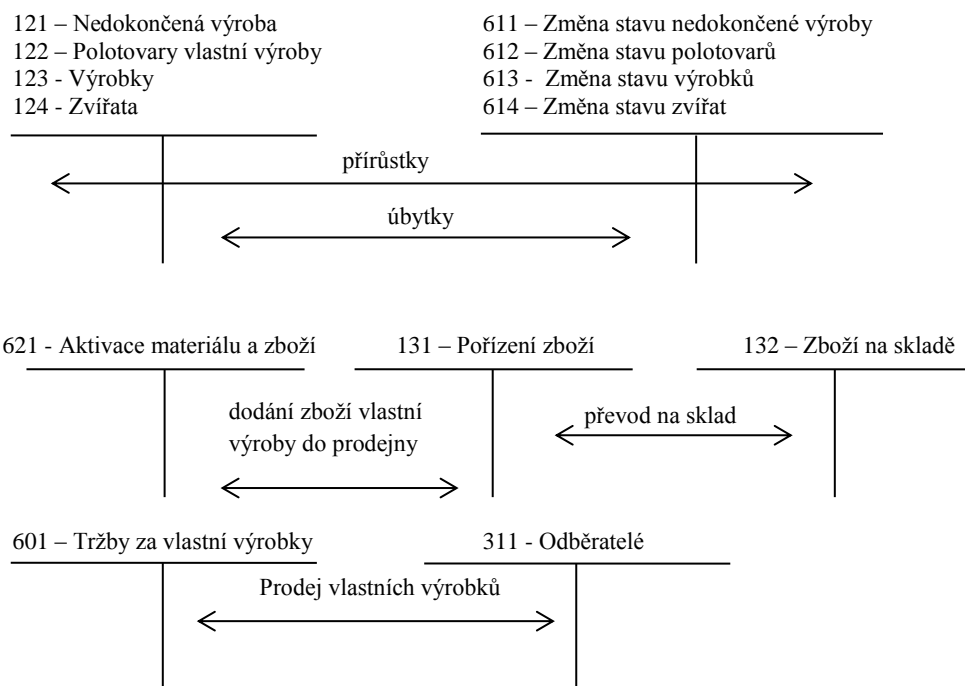 121 – Nedokončená výroba
122 – Polotovary vlastní výroby
123 - Výrobky
124 - Zvířata
611 – Změna stavu nedokončené výroby
612 – Změna stavu polotovarů
613 -  Změna stavu výrobků
614 – Změna stavu zvířat
přírůstky
úbytky
621 - Aktivace materiálu a zboží
131 – Pořízení zboží
132 – Zboží na skladě
dodání zboží vlastní
výroby do prodejny
převod na sklad
601 – Tržby za vlastní výrobky
311 - Odběratelé
Prodej vlastních výrobků